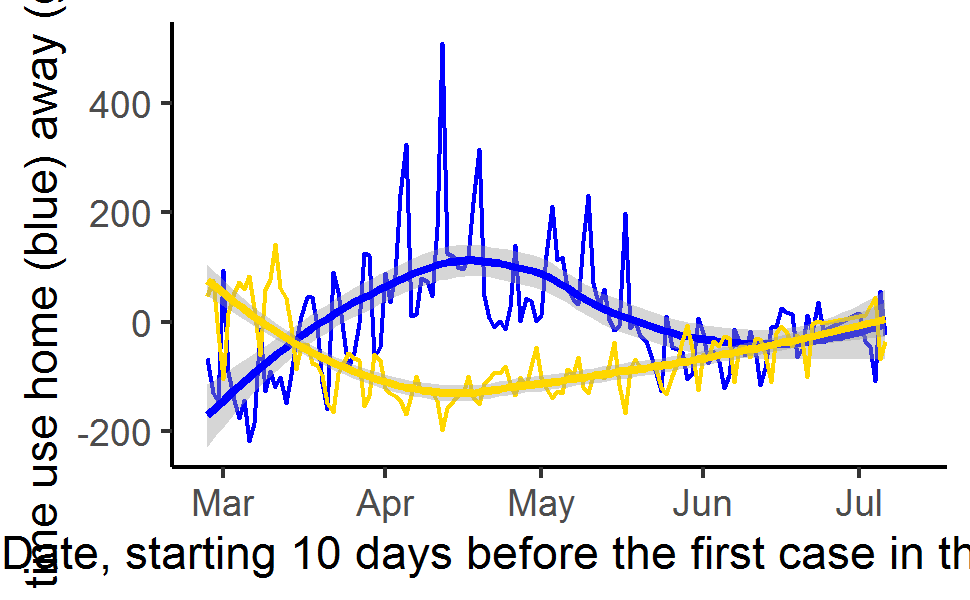 time use home (blue) away (
400
200
0
-200
Mar Apr May Jun Jul
Date, starting 10 days before the first case in th